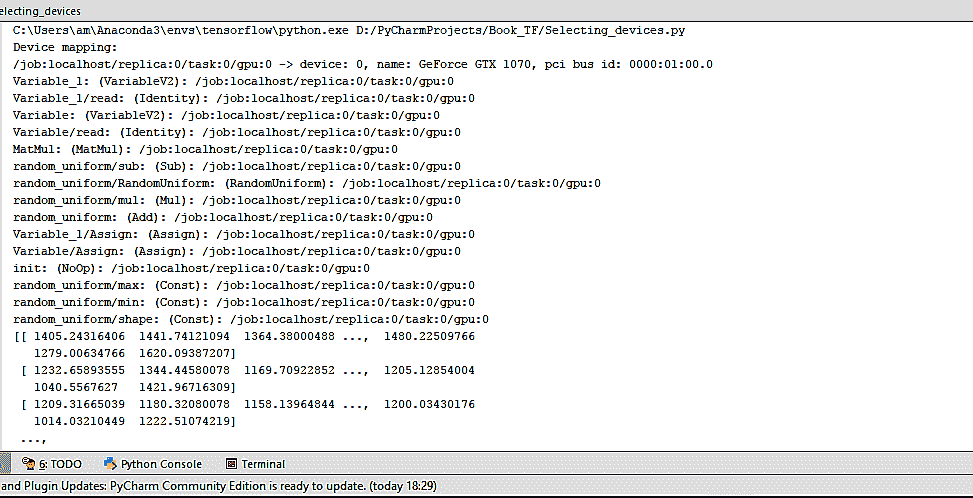 electing_devices
C:\Users\am\Anaconda3\envs\tensorflow\python.exe D:/PyCharmProjects/Book_TF/Selecting_devices.py
Device mapping:
/job:localhost/replica:0/task:0/gpu:0 -> device: 0, name: GeForce GTX 1070, pci bus id: 0000:01:00.0
Variable_1: (VariableV2): /job:localhost/replica:0/task:0/gpu:0
Variable_1/read: (Identity): /job:localhost/replica:0/task:0/gpu:0
Variable: (VariableV2): /job:localhost/replica:0/task:0/gpu:0
Variable/read: (Identity): /job:localhost/replica:0/task:0/gpu:0
MatMul: (MatMul): /job:localhost/replica:0/task:0/gpu:0
random_uniform/sub: (Sub): /job:localhost/replica:0/task:0/gpu:0
random_uniform/RandomUniform: (RandomUniform): /job:localhost/replica:0/task:0/gpu:0
random_uniform/mul: (Mul): /job:localhost/replica:0/task:0/gpu:0
random_uniform: (Add): /job:localhost/replica:0/task:0/gpu:0
Variable_1/Assign: (Assign): /job:localhost/replica:0/task:0/gpu:0
Variable/Assign: (Assign): /job:localhost/replica:0/task:0/gpu:0
init: (NoOp): /job:localhost/replica:0/task:0/gpu:0
random_uniform/max: (Const): /job:localhost/replica:0/task:0/gpu:0
random_uniform/min: (Const): /job:localhost/replica:0/task:0/gpu:0
random_uniform/shape: (Const): /job:localhost/replica:0/task:0/gpu:0
[[ 1405.24316406  1441.74121094  1364.38000488 ...,  1480.22509766
1279.00634766  1620.09387207]
[ 1232.65893555  1344.44580078  1169.70922852 ...,  1205.12854004
1040.5567627  1421.96716309]
[ 1209.31665039  1180.32080078  1158.13964844 ...,  1200.03430176
1014.03210449  1222.51074219]
...,
6: TODO  Python Console  Terminal
and Plugin Updates: PyCharm Community Edition is ready to update. (today 18:29)